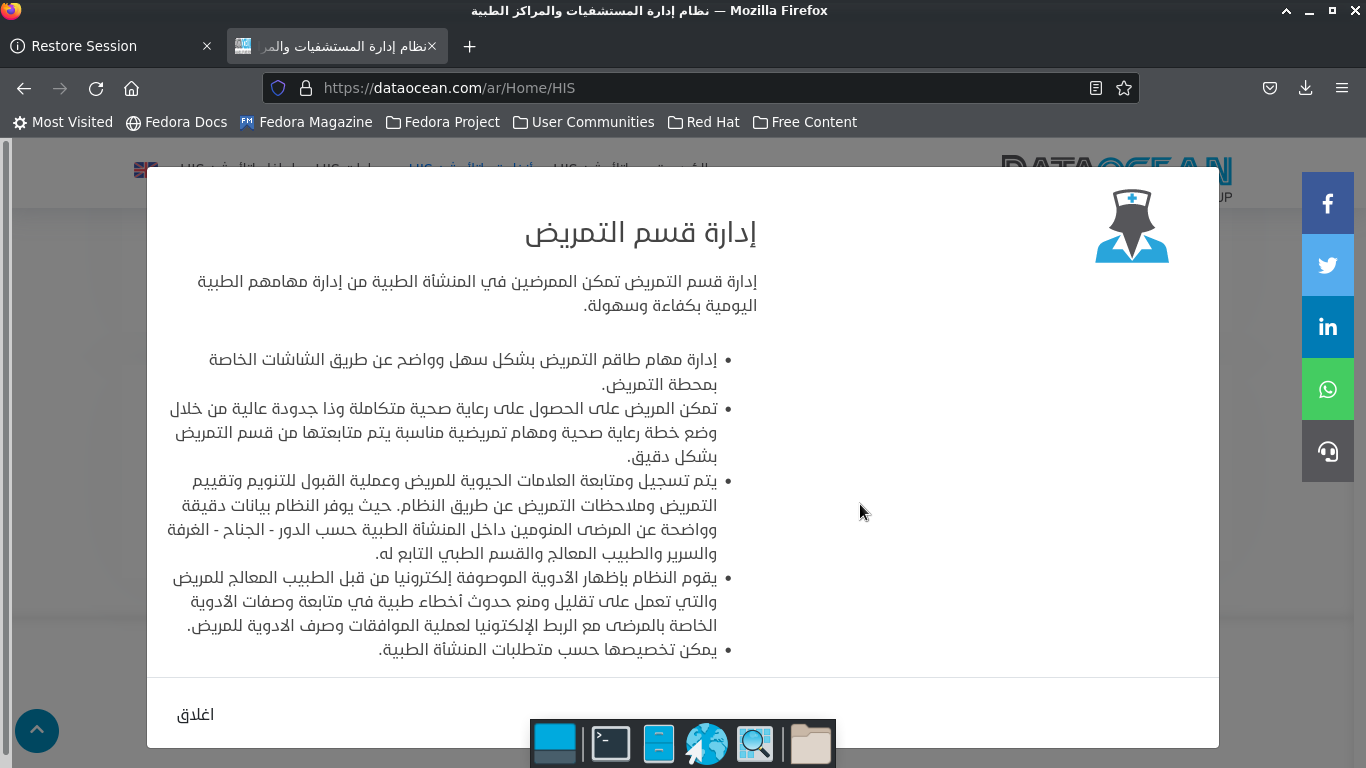 نظام إدارة المستشفيات والمراكز الطبية — Mozilla Firefox
Restore Session
نظام إدارة المستشفيات والمرا
https://dataocean.com/ar/Home/HIS
Most Visited
Fedora Docs
Fedora Magazine
Fedora Project
User Communities
Red Hat
Free Content
DATAOCEAN
إدارة قسم التمريض
إدارة قسم التمريض تمكن الممرضين في المنشأة الطبية من إدارة مهامهم الطبية
اليومية بكفاءة وسهولة.
• إدارة مهام طاقم التمريض بشكل سهل وواضح عن طريق الشاشات الخاصة
بمحطة التمريض.
• تمكن المريض على الحصول على رعاية صحية متكاملة وذا جدودة عالية من خلال
وضع خطة رعاية صحية ومهام تمريضية مناسبة يتم متابعتها من قسم التمريض
بشكل دقيق.
• يتم تسجيل ومتابعة العلامات الحيوية للمريض وعملية القبول للتنويم وتقييم
التمريض وملاحظات التمريض عن طريق النظام. حيث يوفر النظام بيانات دقيقة
وواضحة عن المرضى المنومين داخل المنشأة الطبية حسب الدور - الجناح - الغرفة
والسرير والطبيب المعالج والقسم الطبي التابع له.
• يقوم النظام بإظهار الأدوية الموصوفة إلكترونيا من قبل الطبيب المعالج للمريض
والتي تعمل على تقليل ومنع حدوث أخطاء طبية في متابعة وصفات الأدوية
الخاصة بالمرضى مع الربط الإلكتونيا لعملية الموافقات وصرف الادوية للمريض.
• يمكن تخصيصها حسب متطلبات المنشأة الطبية.
اغلاق